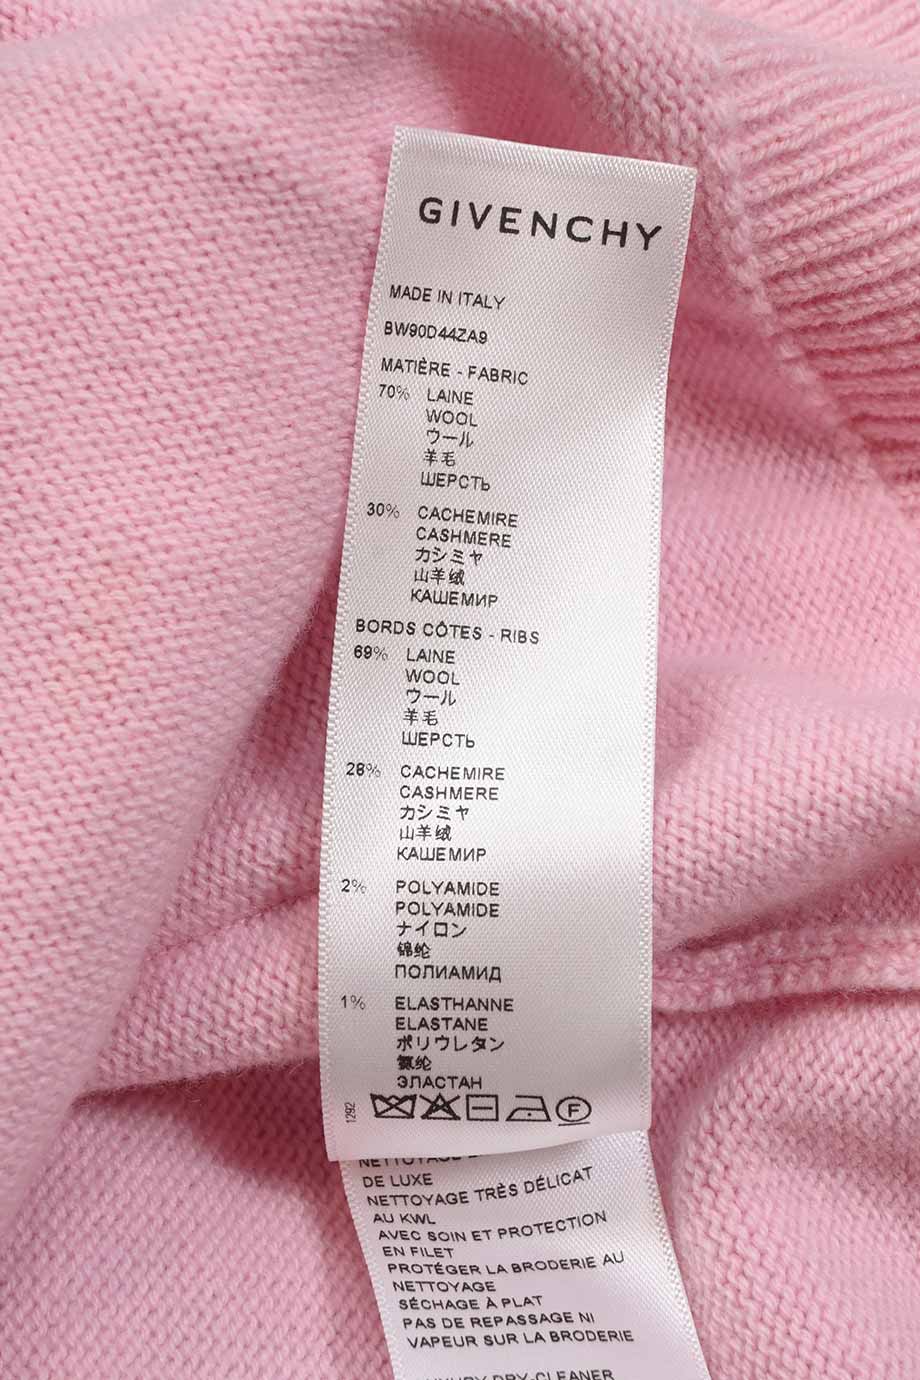 GIVENCHY
MADE IN ITALY
BW90D44ZA9
MATIÈRE - FABRIC
70% LAINE
WOOL
ウール
羊毛
ШЕРСТЬ
30% CACHEMIRE
CASHMERE
カシミヤ
山羊绒
КАШЕМИР
BORDS CÔTES - RIBS
69% LAINE
WOOL
ウール
羊毛
ШЕРСТЬ
28% CACHEMIRE
CASHMERE
カシミヤ
山羊绒
КАШЕМИР
2% POLYAMIDE
POLYAMIDE
ナイロン
锦纶
ПОЛИАМИД
1% ELASTHANNE
ELASTANE
ポリウレタン
氨纶
ЭЛАСТАН
1292
F
NETTOYAGE
DE LUXE
NETTOYAGE TRÈS DÉLICAT
AU KWL
AVEC SOIN ET PROTECTION
EN FILET
PROTÉGER LA BRODERIE AU
NETTOYAGE
SÉCHAGE À PLAT
PAS DE REPASSAGE NI
VAPEUR SUR LA BRODERIE
LUXURY DRY-CLEANER